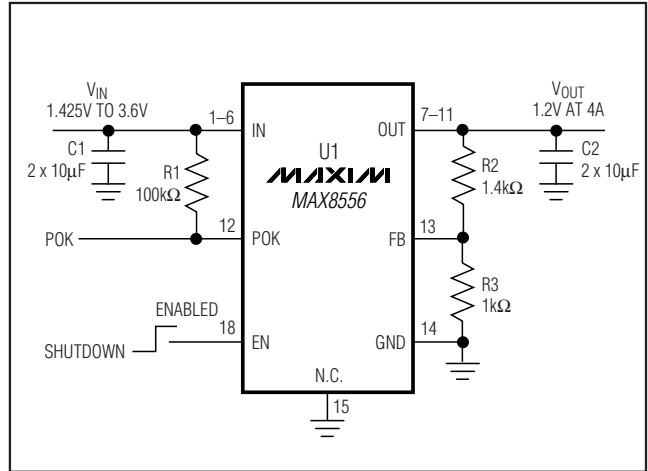 VIN
1.425V TO 3.6V
C1
2 x 10µF
R1
100kΩ
POK
ENABLED
SHUTDOWN
1–6
IN
12
POK
18
EN
U1
MAXIM
MAX8556
N.C.
15
OUT
7–11
FB
13
GND
14
VOUT
1.2V AT 4A
R2
1.4kΩ
C2
2 x 10µF
R3
1kΩ